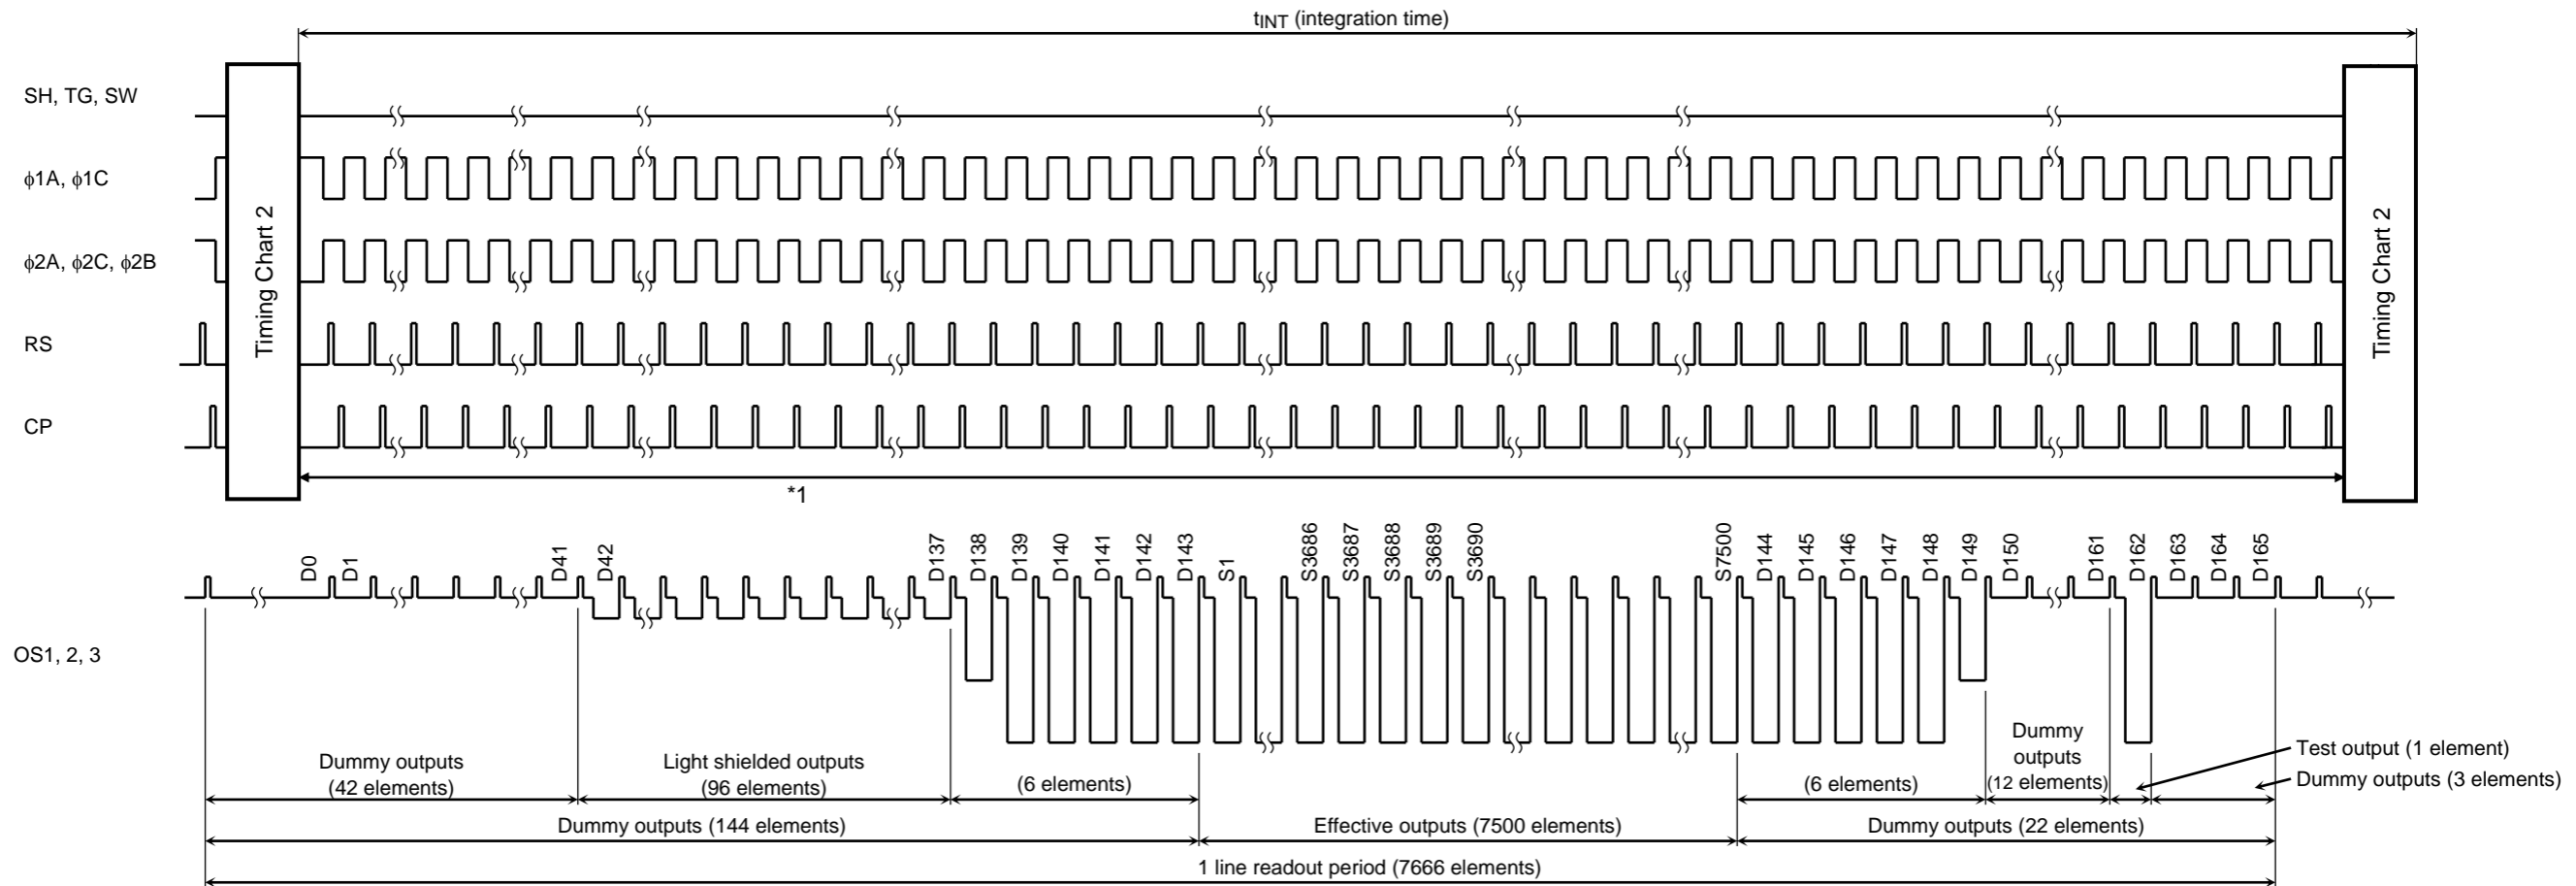 tINT (integration time)
SH, TG, SW
ϕ1A, ϕ1C
ϕ2A, ϕ2C, ϕ2B
RS
CP
Timing Chart 2
Timing Chart 2
*1
D0
D1
D41
D42
D137
D138
D139
D140
D141
D142
D143
S1
S3686
S3687
S3688
S3689
S3690
S7500
D144
D145
D146
D147
D148
D149
D150
D161
D162
D163
D164
D165
OS1, 2, 3
Dummy outputs
(42 elements)
Light shielded outputs
(96 elements)
(6 elements)
(6 elements)
Dummy
outputs
(12 elements)
Test output (1 element)
Dummy outputs (3 elements)
Dummy outputs (144 elements)
Effective outputs (7500 elements)
Dummy outputs (22 elements)
1 line readout period (7666 elements)